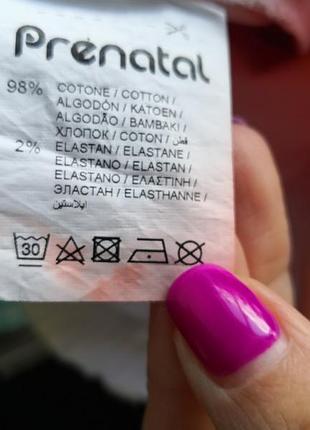 Prénatal
98% COTONE / COTTON /
ALGODÓN / KATOEN /
ALGODÃO / BAMBAKI /
ХЛОПОК / COTON / قطن /
2% ELASTAN / ELASTANE /
ELASTANO / ELASTAN /
ELASTANO / ΕΛΑΣΤΙΝΗ /
ЭЛАСТАН / ELASTHANNE /
ايلاستين
30